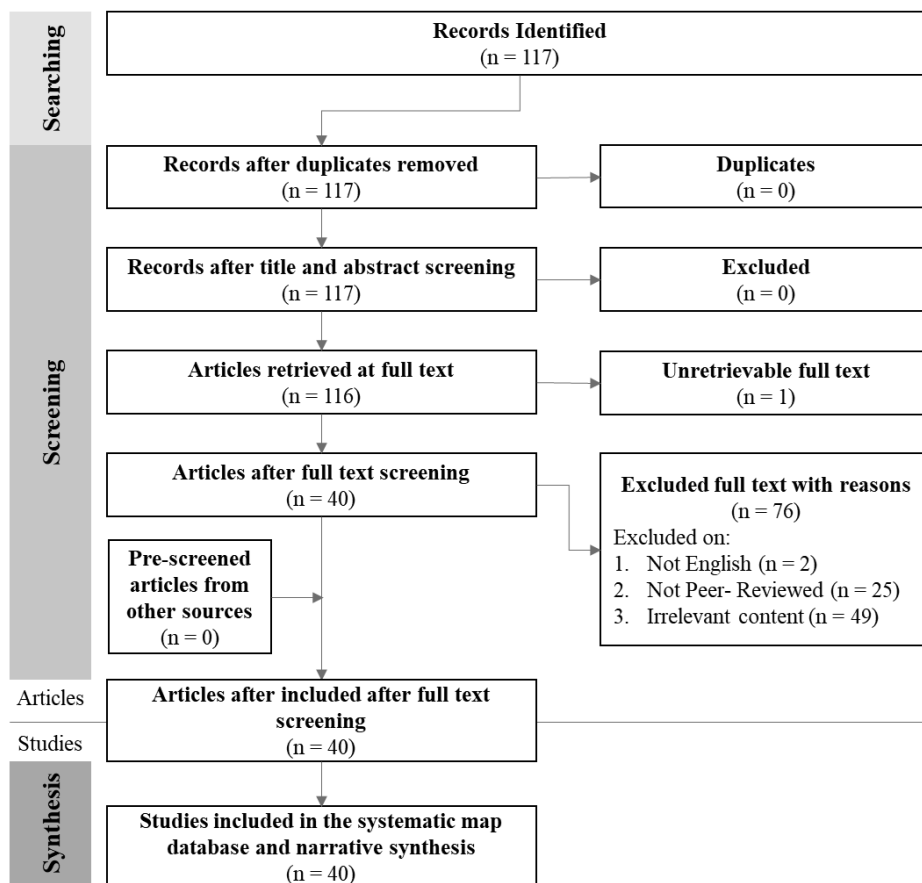 Searching
Records Identified
(n = 117)
Screening
Records after duplicates removed
(n = 117)
Duplicates
(n = 0)
Records after title and abstract screening
(n = 117)
Excluded
(n = 0)
Articles retrieved at full text
(n = 116)
Unretrievable full text
(n = 1)
Articles after full text screening
(n = 40)
Excluded full text with reasons
(n = 76)
Excluded on:
1. Not English (n = 2)
2. Not Peer- Reviewed (n = 25)
3. Irrelevant content (n = 49)
Pre-screened
articles from
other sources
(n = 0)
Articles
Articles after included after full text
screening
(n = 40)
Studies
Synthesis
Studies included in the systematic map
database and narrative synthesis
(n = 40)